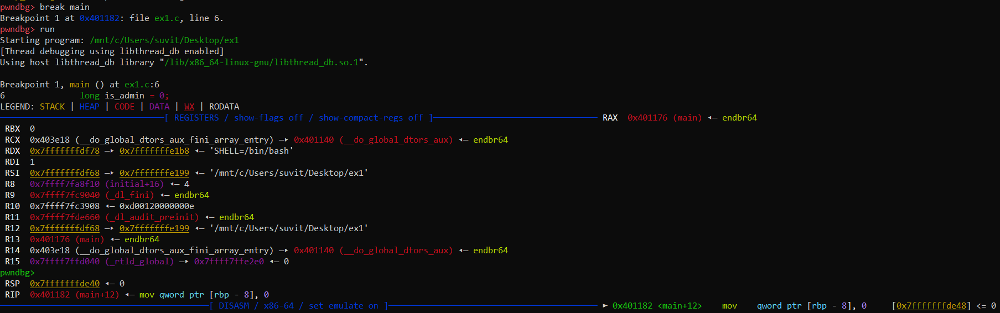 pwndbg> break main
Breakpoint 1 at 0x401182: file ex1.c, line 6.
pwndbg> run
Starting program: /mnt/c/Users/suvit/Desktop/ex1
[Thread debugging using libthread_db enabled]
Using host libthread_db library "/lib/x86_64-linux-gnu/libthread_db.so.1".

Breakpoint 1, main () at ex1.c:6
6               long is_admin = 0;
LEGEND: STACK | HEAP | CODE | DATA | WX | RODATA
─────────────────────────────────[ REGISTERS / show-flags off / show-compact-regs off ]───────────────────────────────── RAX  0x401176 (main) ◂— endbr64
 RBX  0
 RCX  0x403e18 (__do_global_dtors_aux_fini_array_entry) —▸ 0x401140 (__do_global_dtors_aux) ◂— endbr64
 RDX  0x7fffffffdf78 —▸ 0x7fffffffe1b8 ◂— 'SHELL=/bin/bash'
 RDI  1
 RSI  0x7fffffffdf68 —▸ 0x7fffffffe199 ◂— '/mnt/c/Users/suvit/Desktop/ex1'
 R8   0x7ffff7fa8f10 (initial+16) ◂— 4
 R9   0x7ffff7fc9040 (_dl_fini) ◂— endbr64
 R10  0x7ffff7fc3908 ◂— 0xd00120000000e
 R11  0x7ffff7fde660 (_dl_audit_preinit) ◂— endbr64
 R12  0x7fffffffdf68 —▸ 0x7fffffffe199 ◂— '/mnt/c/Users/suvit/Desktop/ex1'
 R13  0x401176 (main) ◂— endbr64
 R14  0x403e18 (__do_global_dtors_aux_fini_array_entry) —▸ 0x401140 (__do_global_dtors_aux) ◂— endbr64
 R15  0x7ffff7ffd040 (_rtld_global) —▸ 0x7ffff7ffe2e0 ◂— 0
pwndbg>
 RSP  0x7fffffffde40 ◂— 0
 RIP  0x401182 (main+12) ◂— mov qword ptr [rbp - 8], 0
──────────────────────────────────────────[ DISASM / x86-64 / set emulate on ]────────────────────────────────────────── ► 0x401182 <main+12>    mov    qword ptr [rbp - 8], 0     [0x7fffffffde48] <= 0